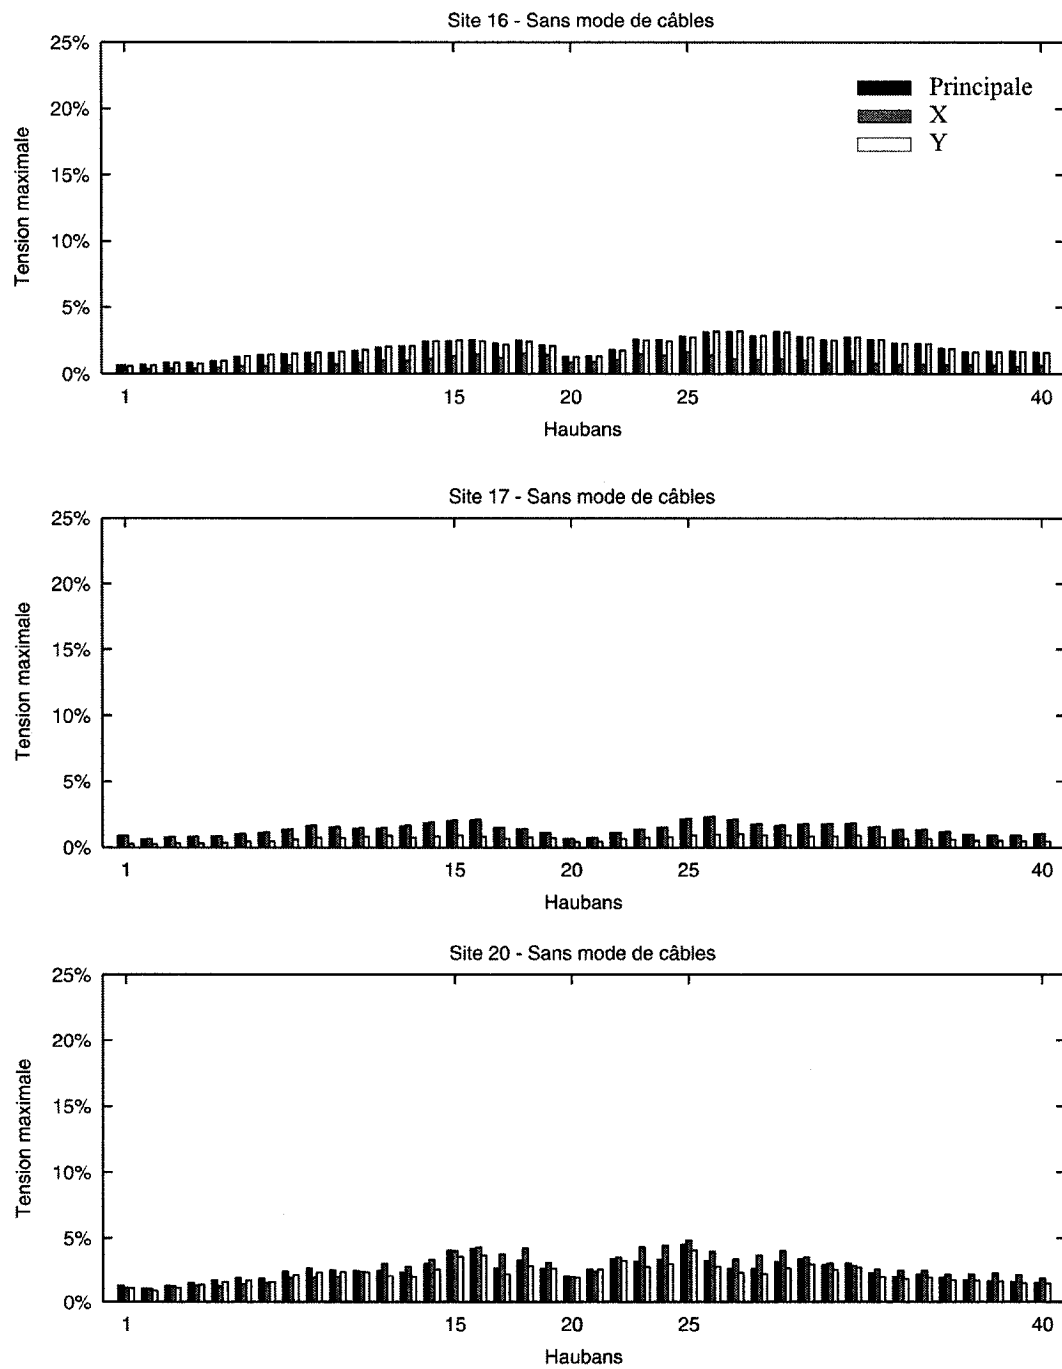 Site 16 - Sans mode de câbles
25%
20%
15%
10%
5%
0%
Tension maximale
Principale
X
Y
1
15
20
25
40
Haubans
Site 17 - Sans mode de câbles
25%
20%
15%
10%
5%
0%
Tension maximale
1
15
20
25
40
Haubans
Site 20 - Sans mode de câbles
25%
20%
15%
10%
5%
0%
Tension maximale
1
15
20
25
40
Haubans